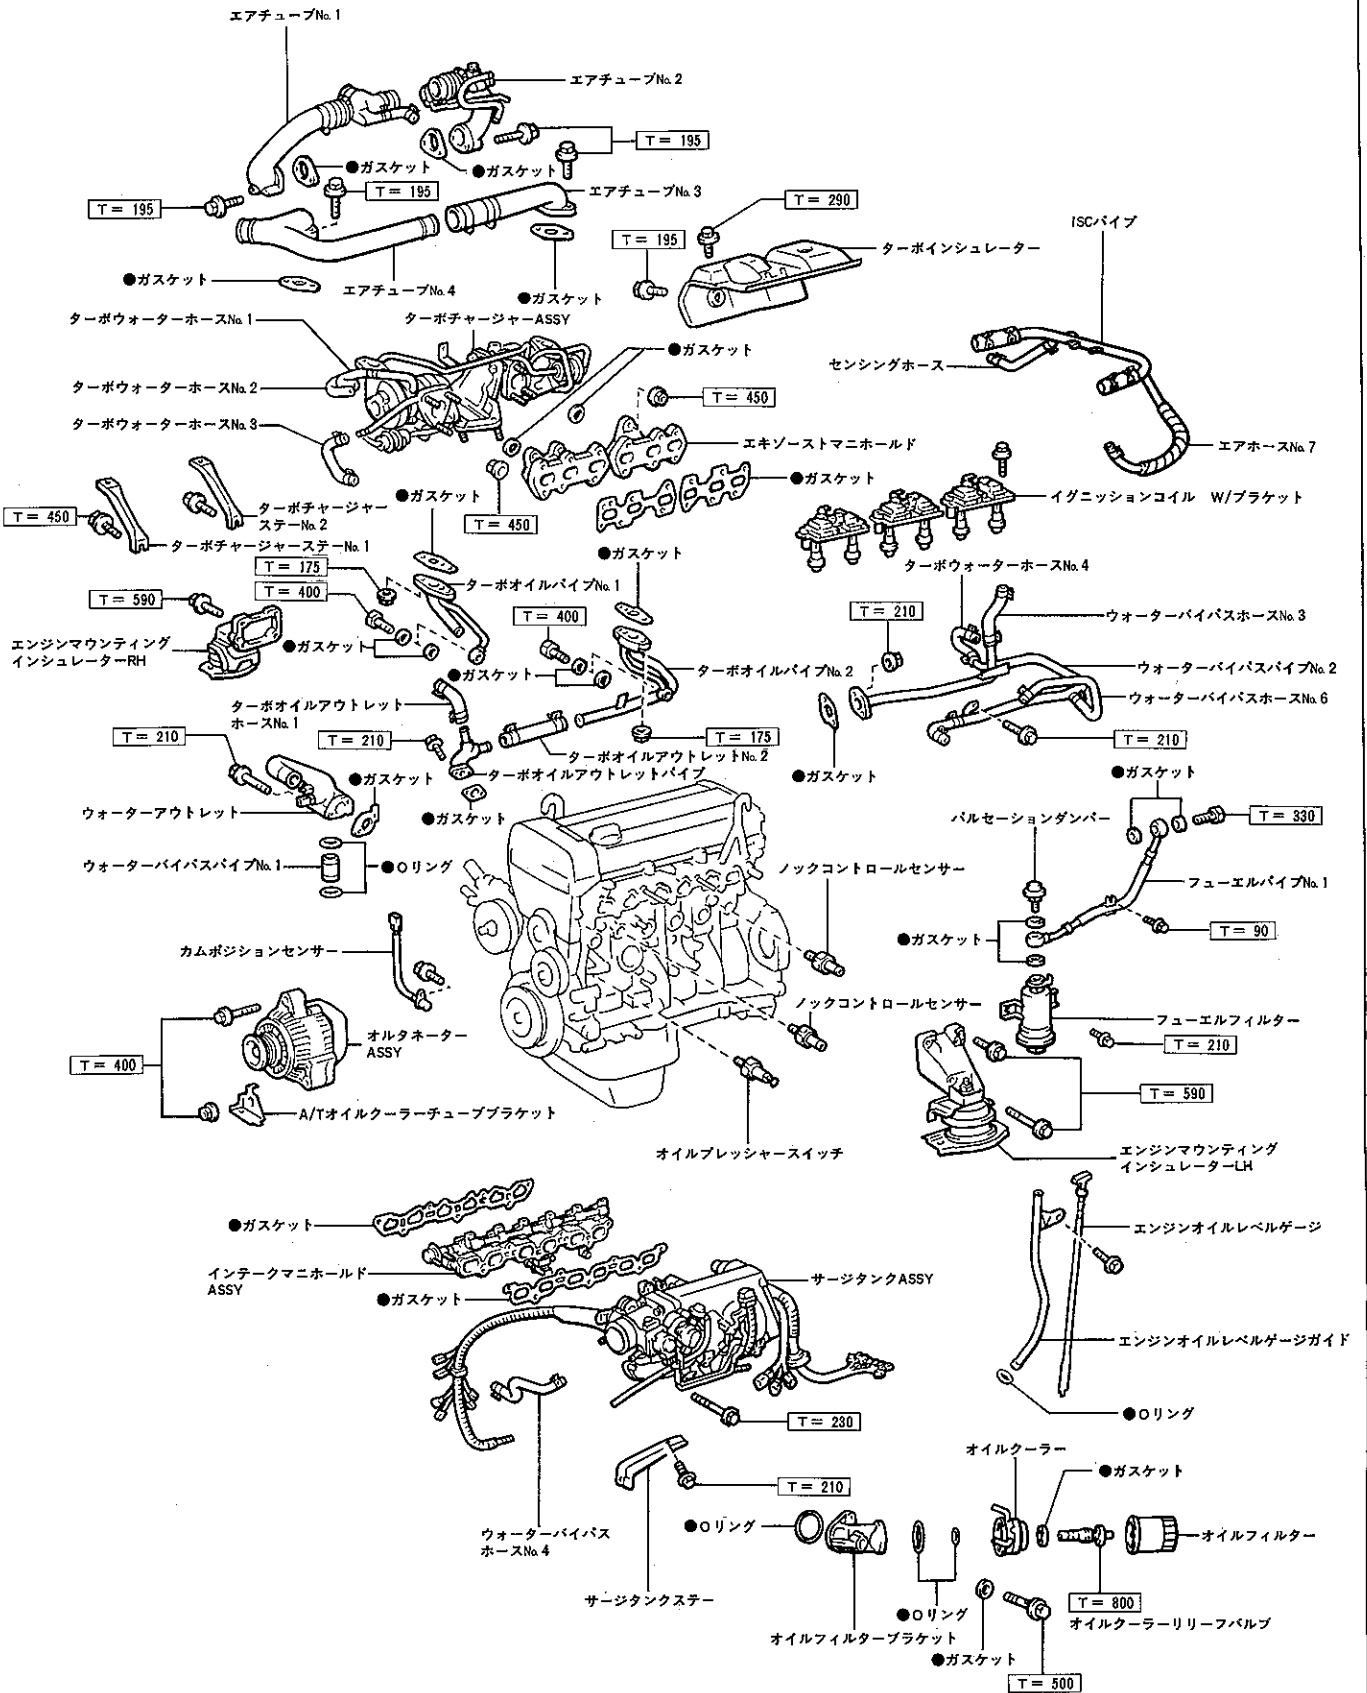 エアチューブNo.1
エアチューブNo.2
T= 195
●ガスケット
●ガスケット
T= 195
エアチューブNo.3
T= 195
T= 290
T= 195
ターボインシュレーター
ISCパイプ
●ガスケット
エアチューブNo.4
●ガスケット
ターボウォーターホースNo.1
ターボチャージャーASSY
●ガスケット
センシングホース
ターボウォーターホースNo.2
T= 450
ターボウォーターホースNo.3
エキゾーストマニホールド
エアホースNo.7
●ガスケット
●ガスケット
イグニッションコイル W/ブラケット
T= 450
ターボチャージャー
ステーNo.2
T= 450
ターボチャージャーステーNo.1
●ガスケット
T= 175
ターボオイルパイプNo.1
ターボウォーターホースNo.4
T= 590
T= 400
T= 400
T= 210
ウォーターバイパスホースNo.3
エンジンマウンティング
インシュレーターRH
●ガスケット
●ガスケット
ターボオイルパイプNo.2
ウォーターバイパスパイプNo.2
ターボオイルアウトレット
ホースNo.1
ウォーターバイパスホースNo.6
T= 210
T= 210
T= 175
T= 210
ターボオイルアウトレットNo.2
●ガスケット
ターボオイルアウトレットパイプ
●ガスケット
●ガスケット
ウォーターアウトレット
●ガスケット
パルセーションダンパー
T= 330
ウォーターバイパスパイプNo.1
●Oリング
ノックコントロールセンサー
フューエルパイプNo.1
カムポジションセンサー
●ガスケット
T= 90
ノックコントロールセンサー
フューエルフィルター
オルタネーター
ASSY
T= 210
T= 400
T= 590
A/Tオイルクーラーチューブブラケット
オイルプレッシャースイッチ
エンジンマウンティング
インシュレーターLH
●ガスケット
エンジンオイルレベルゲージ
インテークマニホールド
ASSY
サージタンクASSY
●ガスケット
エンジンオイルレベルゲージガイド
T= 230
●Oリング
オイルクーラー
●ガスケット
T= 210
ウォーターバイパス
ホースNo.4
●Oリング
オイルフィルター
サージタンクステー
T= 800
●Oリング
オイルクーラーリリーフバルブ
オイルフィルターブラケット
●ガスケット
T= 500